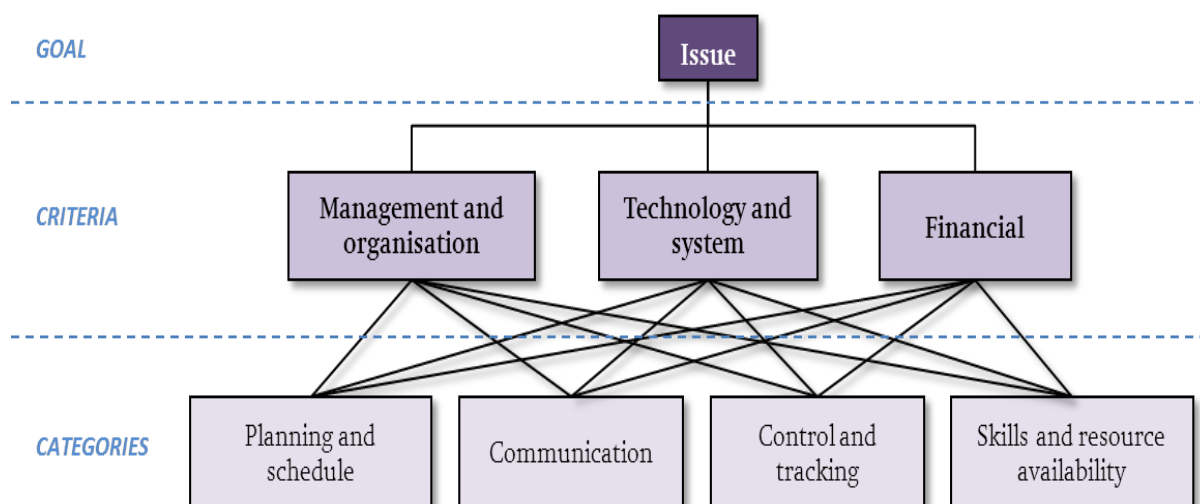 GOAL
Issue
CRITERIA
Management and
organisation
Technology and
system
Financial
CATEGORIES
Planning and
schedule
Communication
Control and
tracking
Skills and resource
availability